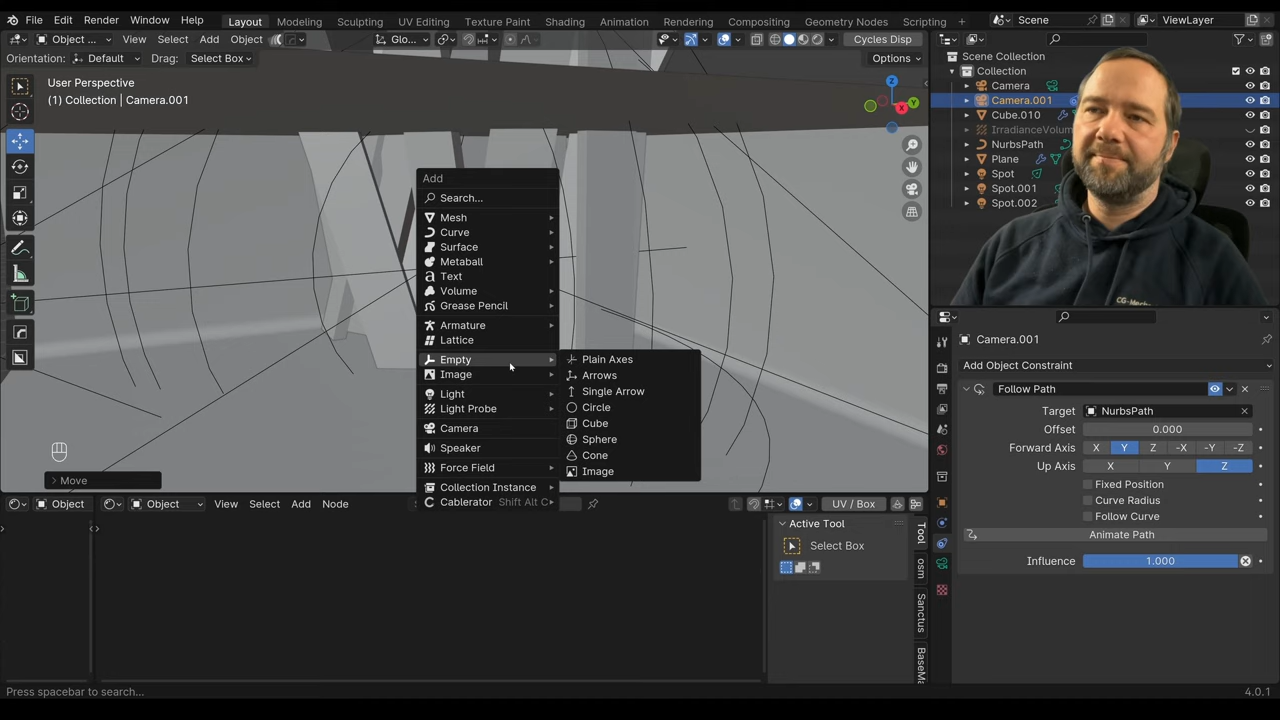 File Edit Render Window Help Layout Modeling Sculpting UV Editing Texture Paint Shading Animation Rendering Compositing Geometry Nodes Scripting + Scene ViewLayer
Object ... View Select Add Object Glo... Cycles Disp
Orientation: Default Drag: Select Box Options
User Perspective
(1) Collection | Camera.001
Z
Y
X
Add
Search...
Mesh
Curve
Surface
Metaball
Text
Volume
Grease Pencil
Armature
Lattice
Empty
Image
Light
Light Probe
Camera
Speaker
Force Field
Collection Instance
Cablerator Shift Alt C
Plain Axes
Arrows
Single Arrow
Circle
Cube
Sphere
Cone
Image
Move
Scene Collection
Collection
Camera
Camera.001
Cube.010
IrradianceVolum
NurbsPath
Plane
Spot
Spot.001
Spot.002
Camera.001
Add Object Constraint
Follow Path
Target NurbsPath
Offset 0.000
Forward Axis X Y Z -X -Y -Z
Up Axis X Y Z
Fixed Position
Curve Radius
Follow Curve
Animate Path
Influence 1.000
Object Object View Select Add Node UV / Box
Active Tool
Select Box
Tool
osm
Sanctus
BaseMa
Press spacebar to search... 4.0.1